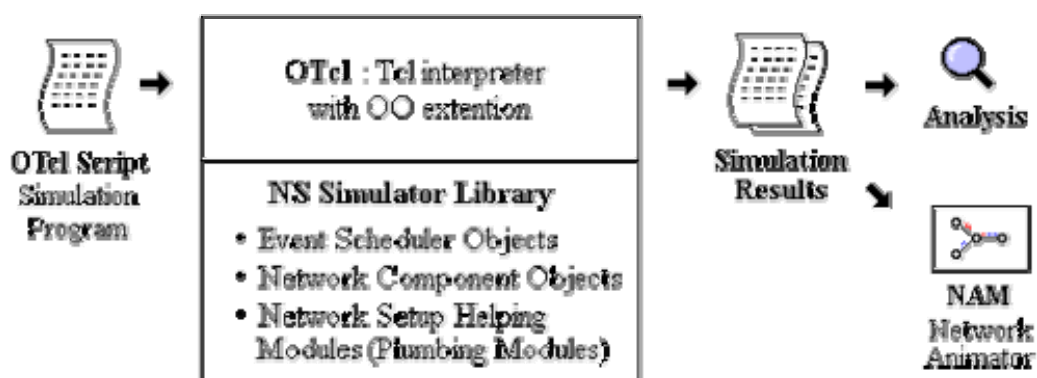 OTcl Script
Simulation
Program
OTcl : Tcl interpreter
with OO extention
NS Simulator Library
• Event Scheduler Objects
• Network Component Objects
• Network Setup Helping
Modules (Plumbing Modules)
Simulation
Results
Analysis
NAM
Network
Animator